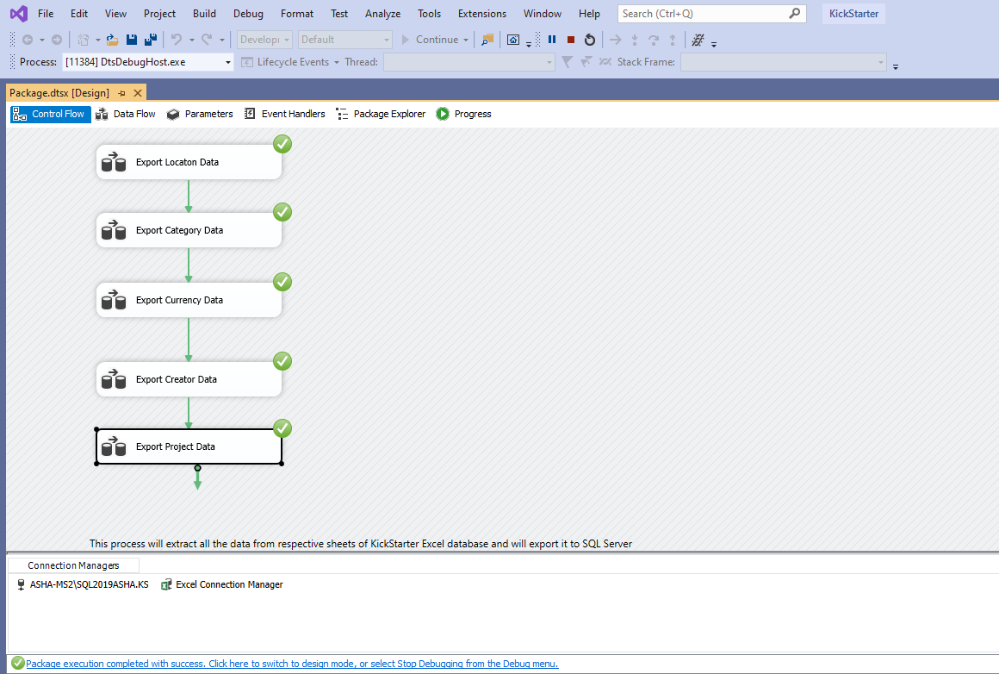 File Edit View Project Build Debug Format Test Analyze Tools Extensions Window Help Search (Ctrl+Q) KickStarter
Developi Default Continue
Process: [11384] DtsDebugHost.exe Lifecycle Events Thread: Stack Frame:
Package.dtsx [Design]
Control Flow Data Flow Parameters Event Handlers Package Explorer Progress
Export Locaton Data
Export Category Data
Export Currency Data
Export Creator Data
Export Project Data
This process will extract all the data from respective sheets of KickStarter Excel database and will export it to SQL Server
Connection Managers
ASHA-MS2\SQL2019ASHA.KS Excel Connection Manager
Package execution completed with success. Click here to switch to design mode, or select Stop Debugging from the Debug menu.